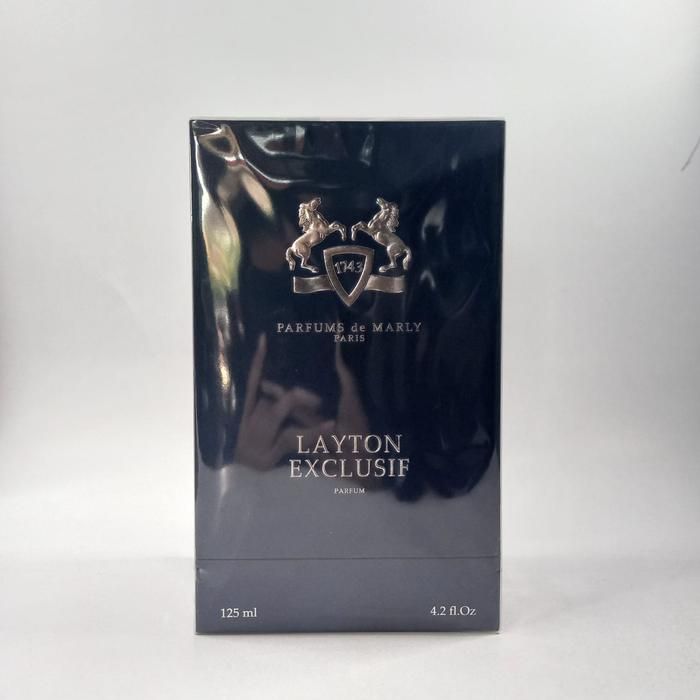 1743
PARFUMS de MARLY
PARIS
LAYTON
EXCLUSIF
PARFUM
125 ml 4.2 fl.Oz